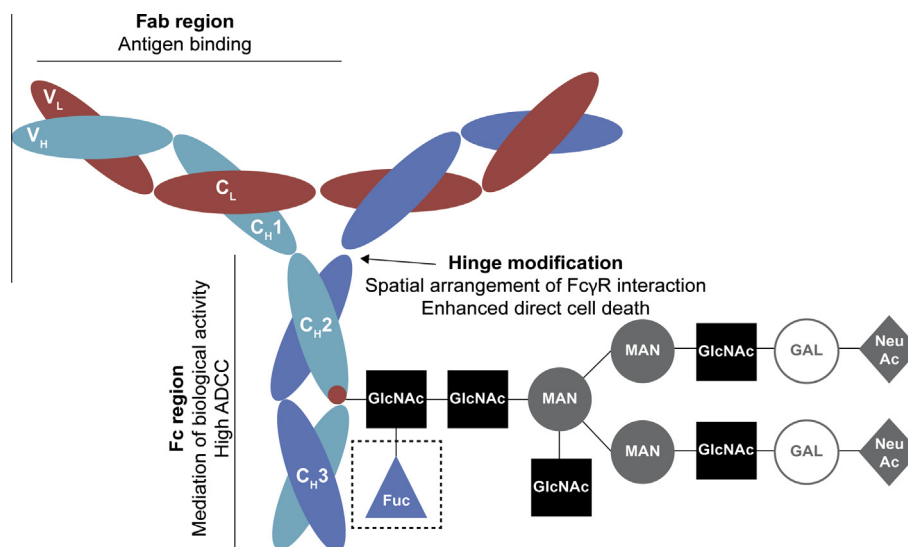 Fab region
Antigen binding
VL
VH
CL
CH1
Hinge modification
Spatial arrangement of FcγR interaction
Enhanced direct cell death
Fc region
Mediation of biological activity
High ADCC
CH2
CH3
GlcNAc
GlcNAc
MAN
MAN
GlcNAc
GAL
Neu
Ac
MAN
GlcNAc
GAL
Neu
Ac
GlcNAc
Fuc